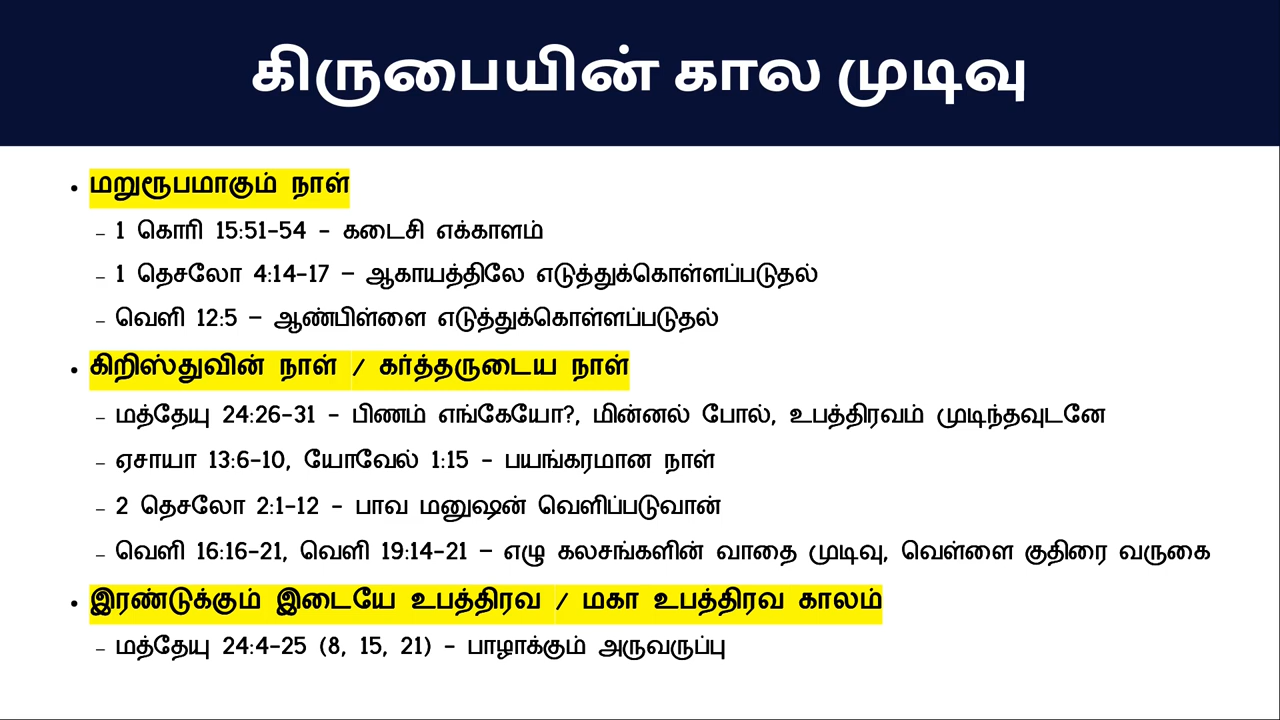 கிருபையின் கால முடிவு
• மறுரூபமாகும் நாள்
– 1 கொரி 15:51-54 - கடைசி எக்காளம்
– 1 தெசலோ 4:14-17 – ஆகாயத்திலே எடுத்துக்கொள்ளப்படுதல்
– வெளி 12:5 – ஆண்பிள்ளை எடுத்துக்கொள்ளப்படுதல்
• கிறிஸ்துவின் நாள் / கர்த்தருடைய நாள்
– மத்தேயு 24:26-31 - பிணம் எங்கேயோ?, மின்னல் போல், உபத்திரவம் முடிந்தவுடனே
– ஏசாயா 13:6-10, யோவேல் 1:15 - பயங்கரமான நாள்
– 2 தெசலோ 2:1-12 - பாவ மனுஷன் வெளிப்படுவான்
– வெளி 16:16-21, வெளி 19:14-21 – எழு கலசங்களின் வாதை முடிவு, வெள்ளை குதிரை வருகை
• இரண்டுக்கும் இடையே உபத்திரவ / மகா உபத்திரவ காலம்
– மத்தேயு 24:4-25 (8, 15, 21) - பாழாக்கும் அருவருப்பு